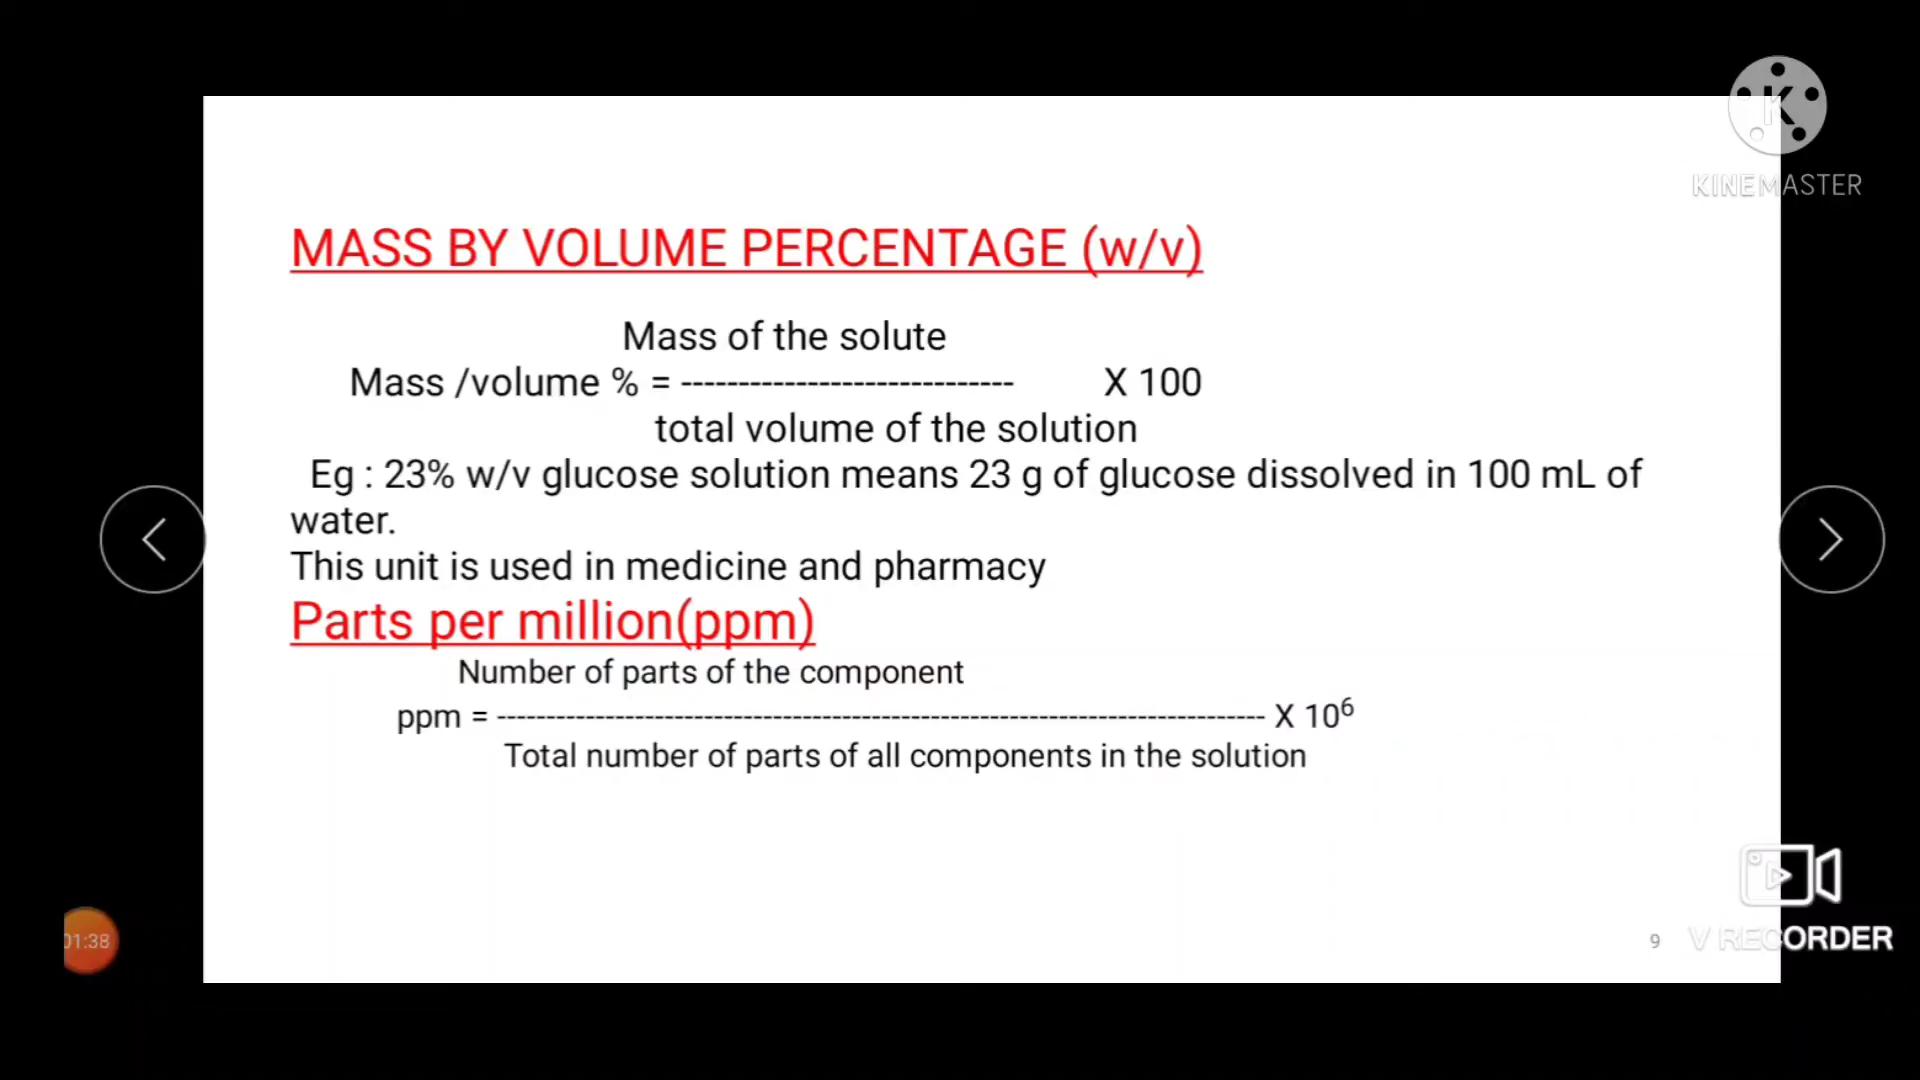 KINEMASTER
MASS BY VOLUME PERCENTAGE (w/v)
Mass of the solute
Mass /volume % = ----------------------------- X 100
total volume of the solution
Eg : 23% w/v glucose solution means 23 g of glucose dissolved in 100 mL of
water.
This unit is used in medicine and pharmacy
Parts per million(ppm)
Number of parts of the component
ppm = -------------------------------------------------------------------------------- X 10⁶
Total number of parts of all components in the solution
01:38
9
V RECORDER